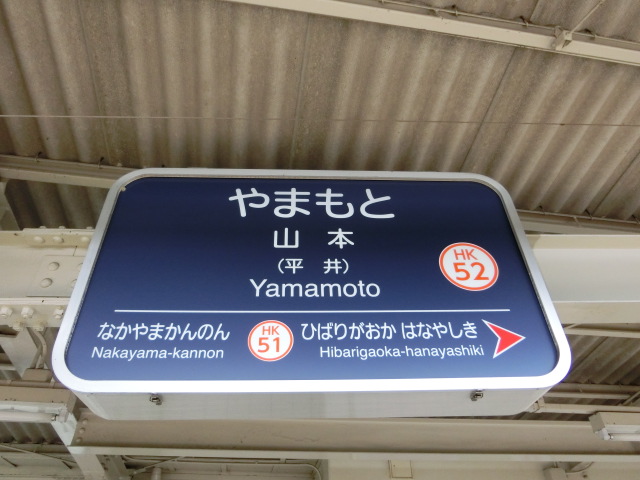 やまもと
山本
(平井)
Yamamoto
HK
52
なかやまかんのん
Nakayama-kannon
HK
51
ひばりがおか はなやしき
Hibarigaoka-hanayashiki